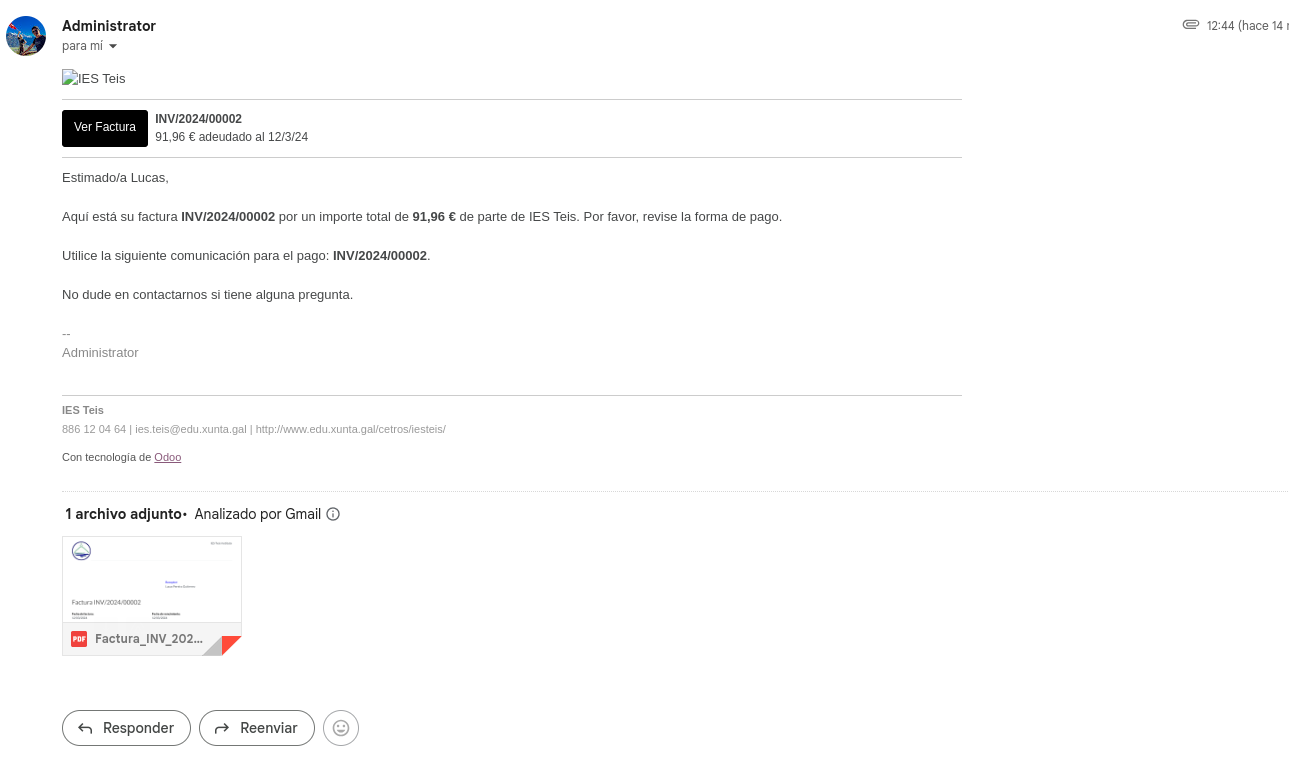 Administrator
12:44 (hace 14
para mí
IES Teis
Ver Factura
INV/2024/00002
91,96 € adeudado al 12/3/24
Estimado/a Lucas,
Aquí está su factura INV/2024/00002 por un importe total de 91,96 € de parte de IES Teis. Por favor, revise la forma de pago.
Utilice la siguiente comunicación para el pago: INV/2024/00002.
No dude en contactarnos si tiene alguna pregunta.
--
Administrator
IES Teis
886 12 04 64 | ies.teis@edu.xunta.gal | http://www.edu.xunta.gal/cetros/iesteis/
Con tecnología de Odoo
1 archivo adjunto • Analizado por Gmail
Factura INV/2024/00002
PDF Factura_INV_202...
Responder
Reenviar